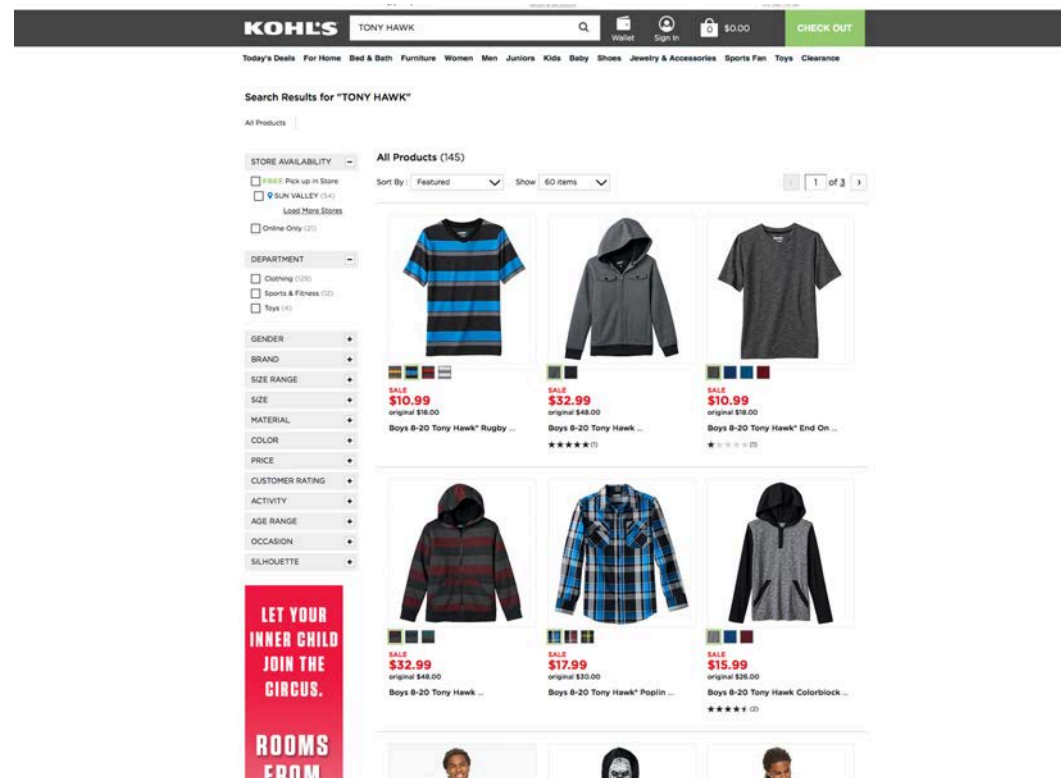 KOHL'S
TONY HAWK
Wallet
Sign In
0
$0.00
CHECK OUT
Today's Deals For Home Bed & Bath Furniture Women Men Juniors Kids Baby Shoes Jewelry & Accessories Sports Fan Toys Clearance
Search Results for "TONY HAWK"
All Products
STORE AVAILABILITY
FREE Pick up in Store
SUN VALLEY (54)
Load More Stores
Online Only (21)
DEPARTMENT
Clothing (129)
Sports & Fitness (12)
Toys (4)
GENDER
BRAND
SIZE RANGE
SIZE
MATERIAL
COLOR
PRICE
CUSTOMER RATING
ACTIVITY
AGE RANGE
OCCASION
SILHOUETTE
LET YOUR
INNER CHILD
JOIN THE
CIRCUS.
ROOMS
FROM
All Products (145)
Sort By : Featured Show 60 items
1 of 3
SALE
$10.99
original $18.00
Boys 8-20 Tony Hawk® Rugby ...
SALE
$32.99
original $48.00
Boys 8-20 Tony Hawk ...
(1)
SALE
$10.99
original $18.00
Boys 8-20 Tony Hawk® End On ...
(1)
SALE
$32.99
original $48.00
Boys 8-20 Tony Hawk ...
SALE
$17.99
original $30.00
Boys 8-20 Tony Hawk® Poplin ...
SALE
$15.99
original $26.00
Boys 8-20 Tony Hawk Colorblock ...
(2)